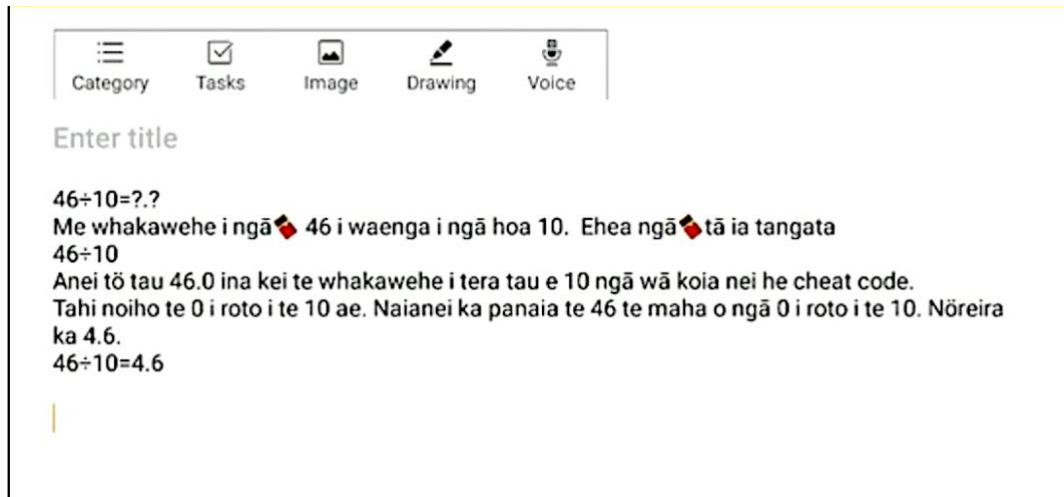 Category Tasks Image Drawing Voice
Enter title
46÷10=?.?
Me whakawehe i ngā🍫 46 i waenga i ngā hoa 10. Ehea ngā🍫tā ia tangata
46÷10
Anei tö tau 46.0 ina kei te whakawehe i tera tau e 10 ngā wā koia nei he cheat code.
Tahi noiho te 0 i roto i te 10 ae. Naianei ka panaia te 46 te maha o ngā 0 i roto i te 10. Nöreira
ka 4.6.
46÷10=4.6